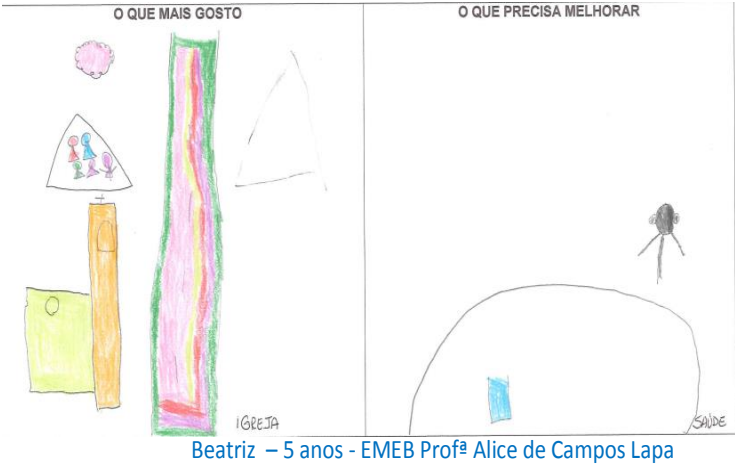 O QUE MAIS GOSTO
O QUE PRECISA MELHORAR
IGREJA
SAÚDE
Beatriz – 5 anos - EMEB Profª Alice de Campos Lapa